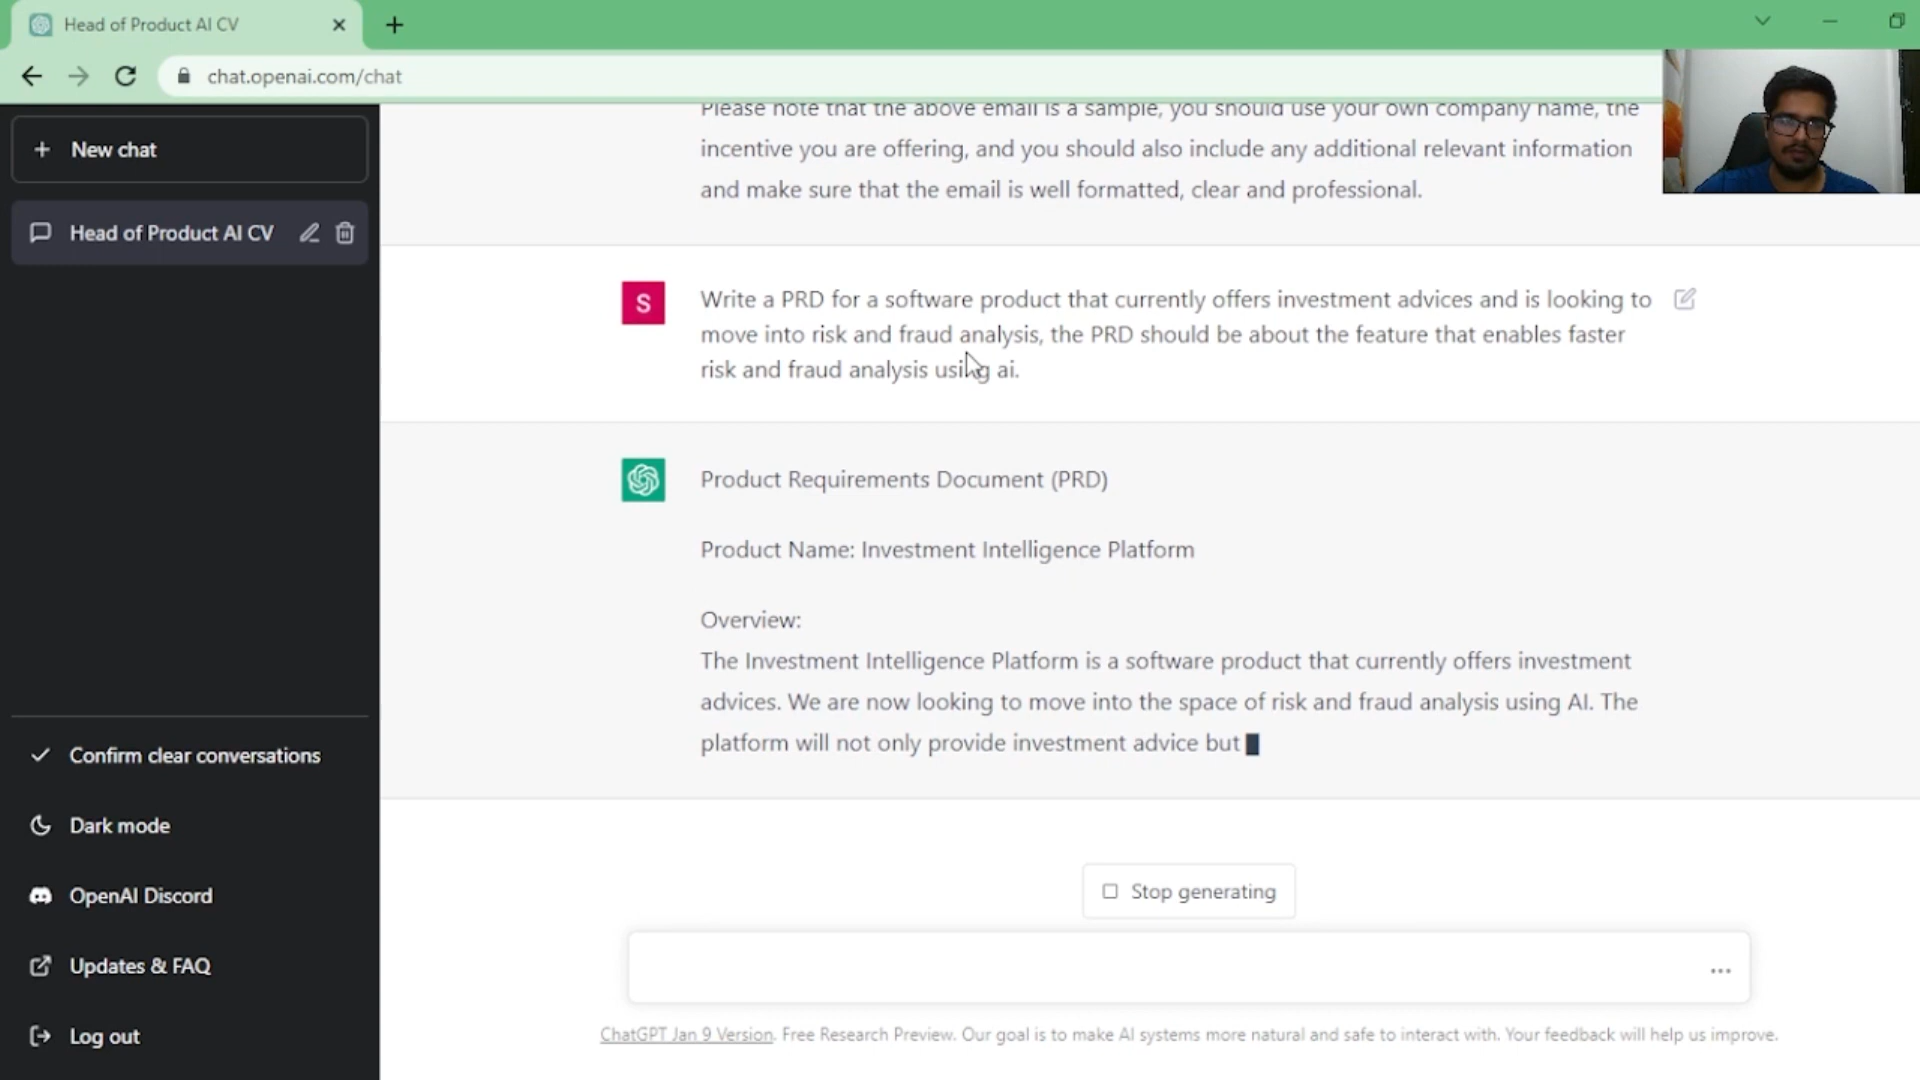 Head of Product AI CV
chat.openai.com/chat
New chat
Head of Product AI CV
Confirm clear conversations
Dark mode
OpenAI Discord
Updates & FAQ
Log out
Please note that the above email is a sample, you should use your own company name, the
incentive you are offering, and you should also include any additional relevant information
and make sure that the email is well formatted, clear and professional.
S
Write a PRD for a software product that currently offers investment advices and is looking to
move into risk and fraud analysis, the PRD should be about the feature that enables faster
risk and fraud analysis using ai.
Product Requirements Document (PRD)
Product Name: Investment Intelligence Platform
Overview:
The Investment Intelligence Platform is a software product that currently offers investment
advices. We are now looking to move into the space of risk and fraud analysis using AI. The
platform will not only provide investment advice but
Stop generating
ChatGPT Jan 9 Version. Free Research Preview. Our goal is to make AI systems more natural and safe to interact with. Your feedback will help us improve.